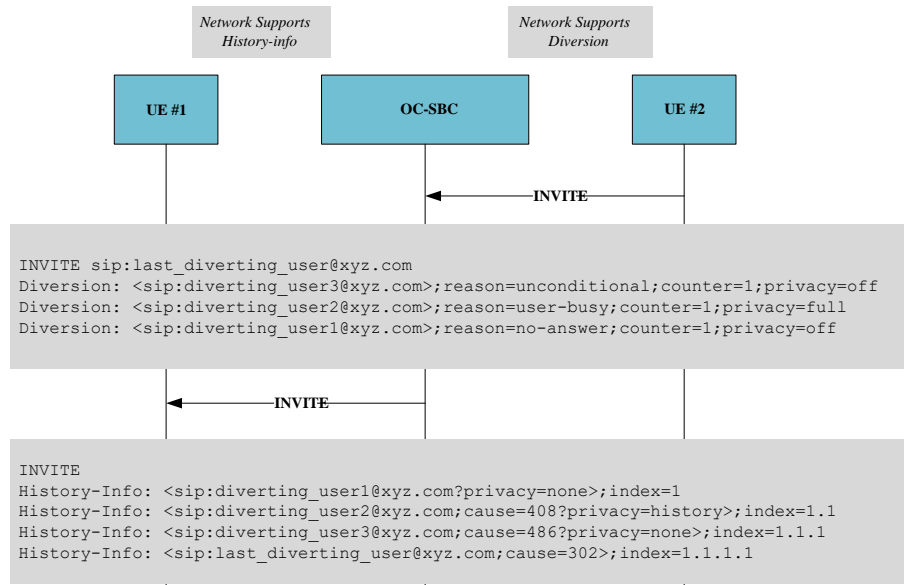 Network Supports
History-info
Network Supports
Diversion
UE #1
OC-SBC
UE #2
INVITE
INVITE sip:last_diverting_user@xyz.com
Diversion: <sip:diverting_user3@xyz.com>;reason=unconditional;counter=1;privacy=off
Diversion: <sip:diverting_user2@xyz.com>;reason=user-busy;counter=1;privacy=full
Diversion: <sip:diverting_user1@xyz.com>;reason=no-answer;counter=1;privacy=off
INVITE
INVITE
History-Info: <sip:diverting_user1@xyz.com?privacy=none>;index=1
History-Info: <sip:diverting_user2@xyz.com;cause=408?privacy=history>;index=1.1
History-Info: <sip:diverting_user3@xyz.com;cause=486?privacy=none>;index=1.1.1
History-Info: <sip:last_diverting_user@xyz.com;cause=302>;index=1.1.1.1